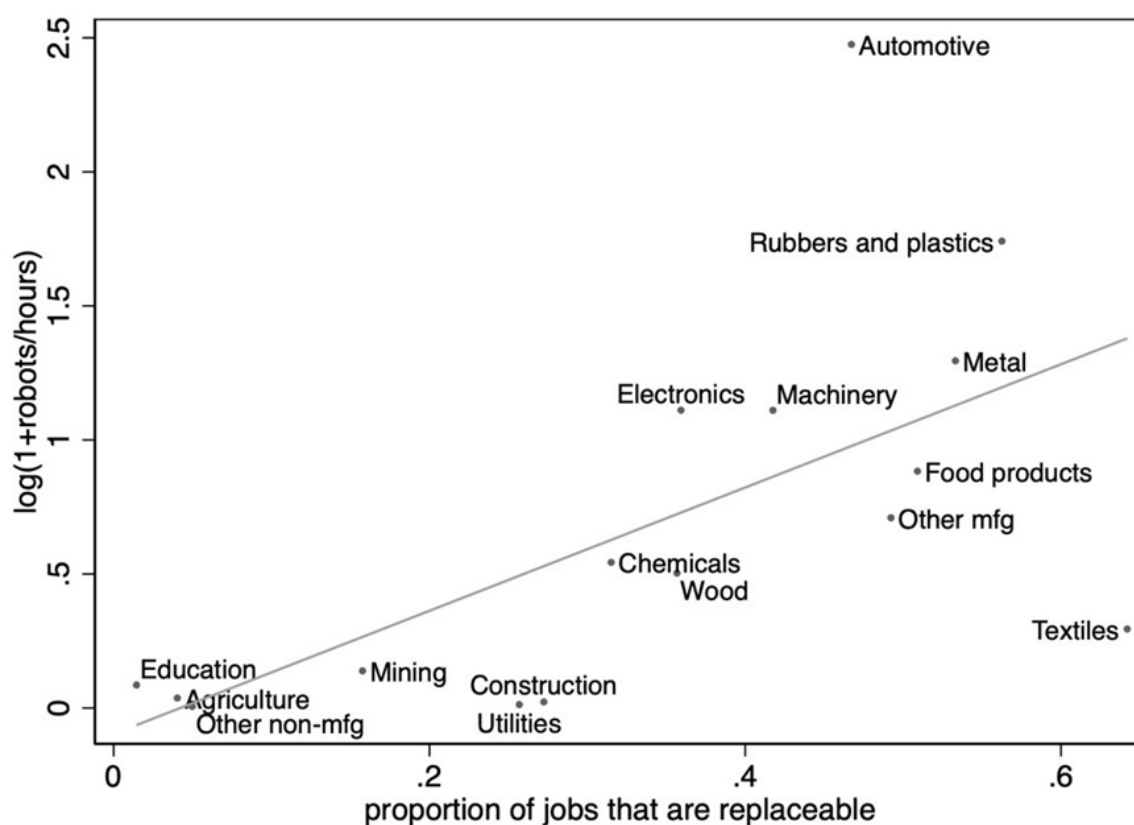 2.5
Automotive
2
Rubbers and plastics
1.5
Metal
Electronics
Machinery
1
Food products
Other mfg
Chemicals
.5
Wood
Textiles
Education
Mining
Agriculture
Construction
0
Other non-mfg
Utilities
log(1+robots/hours)
0
.2
.4
.6
proportion of jobs that are replaceable